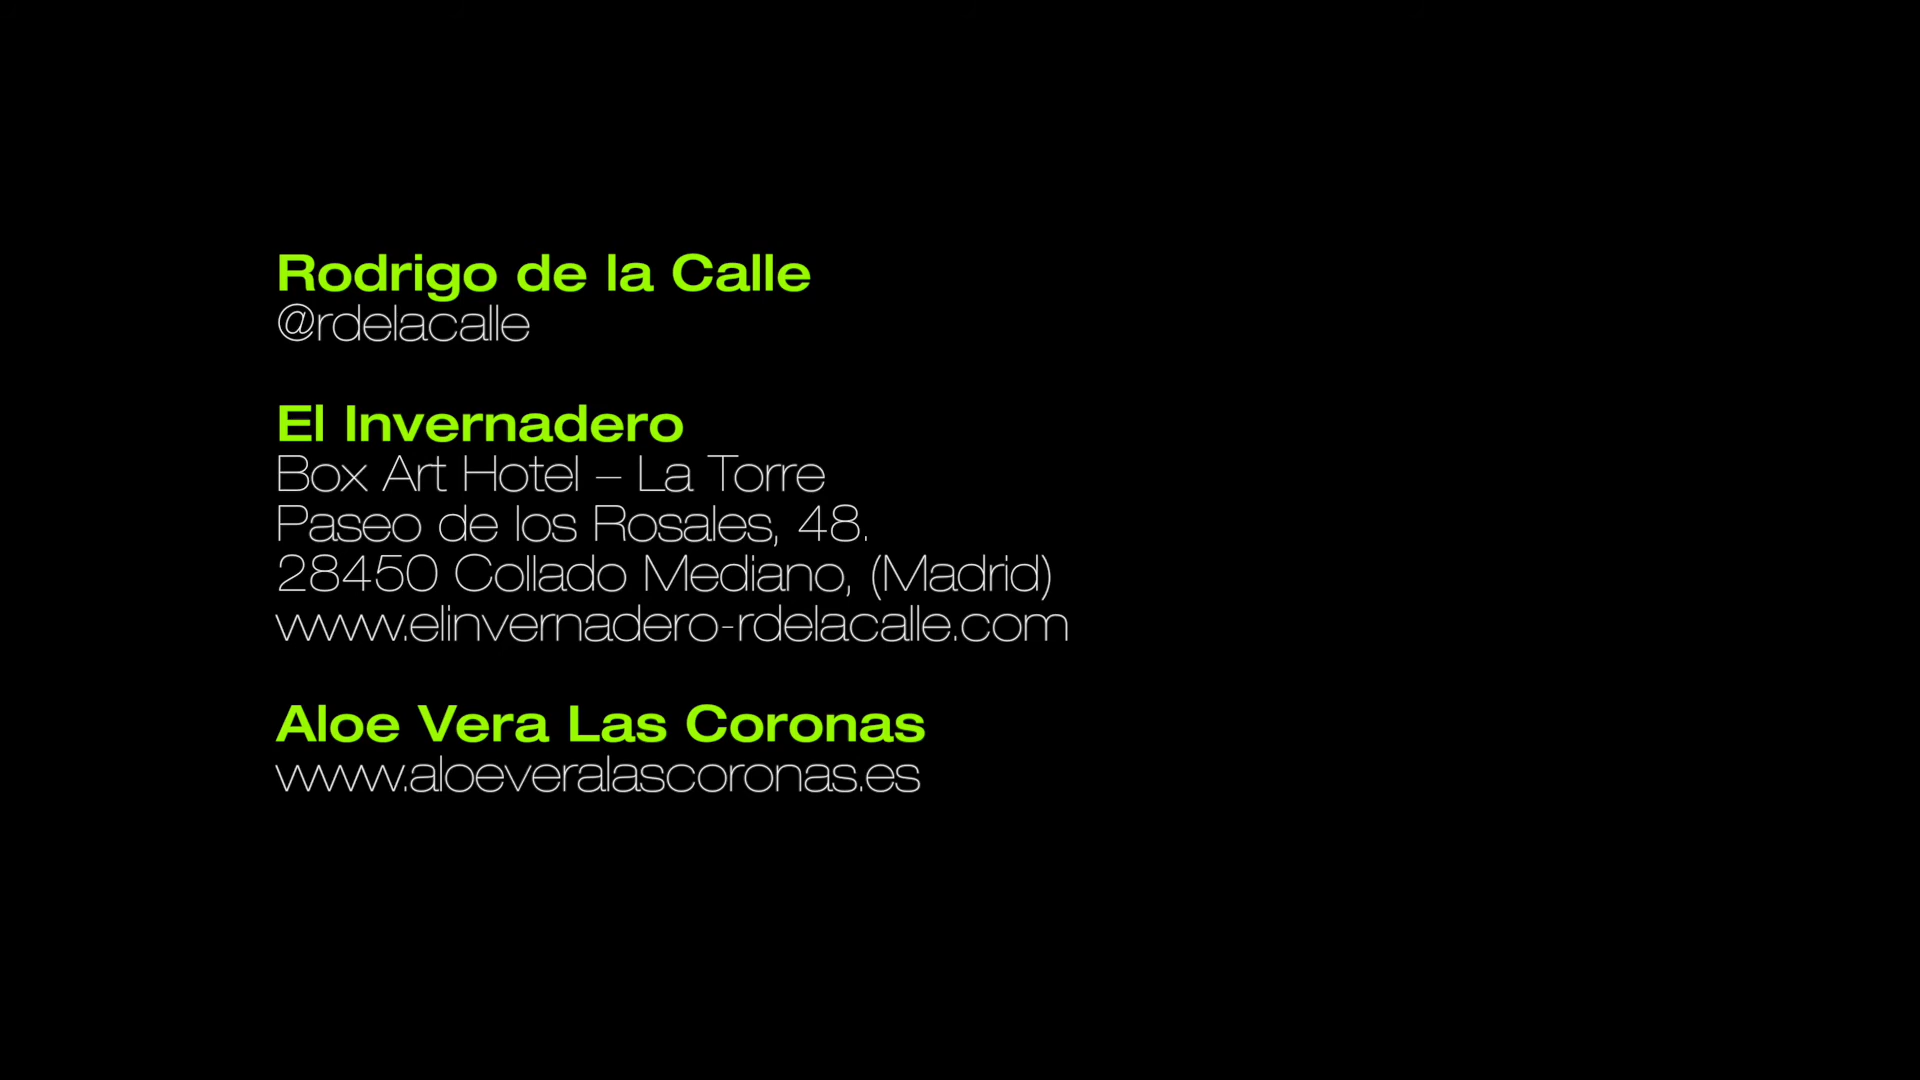 Rodrigo de la Calle
@rdelacalle
El Invernadero
Box Art Hotel – La Torre
Paseo de los Rosales, 48.
28450 Collado Mediano, (Madrid)
www.elinvernadero-rdelacalle.com
Aloe Vera Las Coronas
www.aloeveralascoronas.es